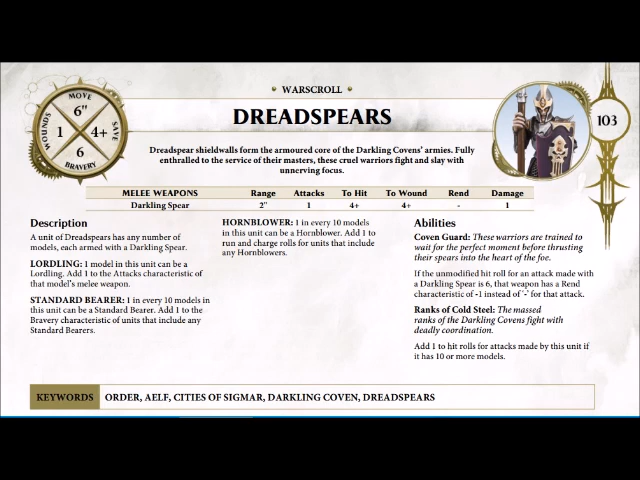 WARSCROLL
DREADSPEARS
103
MOVE
6"
WOUNDS
1
4+
SAVE
6
BRAVERY
Dreadspear shieldwalls form the armoured core of the Darkling Covens' armies. Fully
enthralled to the service of their masters, these cruel warriors fight and slay with
unnerving focus.
MELEE WEAPONS Range Attacks To Hit To Wound Rend Damage
Darkling Spear 2" 1 4+ 4+ - 1
Description
A unit of Dreadspears has any number of
models, each armed with a Darkling Spear.
LORDLING: 1 model in this unit can be a
Lordling. Add 1 to the Attacks characteristic of
that model's melee weapon.
STANDARD BEARER: 1 in every 10 models in
this unit can be a Standard Bearer. Add 1 to the
Bravery characteristic of units that include any
Standard Bearers.
HORNBLOWER: 1 in every 10 models
in this unit can be a Hornblower. Add 1 to
run and charge rolls for units that include
any Hornblowers.
Abilities
Coven Guard: These warriors are trained to
wait for the perfect moment before thrusting
their spears into the heart of the foe.
If the unmodified hit roll for an attack made with
a Darkling Spear is 6, that weapon has a Rend
characteristic of -1 instead of '-' for that attack.
Ranks of Cold Steel: The massed
ranks of the Darkling Covens fight with
deadly coordination.
Add 1 to hit rolls for attacks made by this unit if
it has 10 or more models.
KEYWORDS ORDER, AELF, CITIES OF SIGMAR, DARKLING COVEN, DREADSPEARS